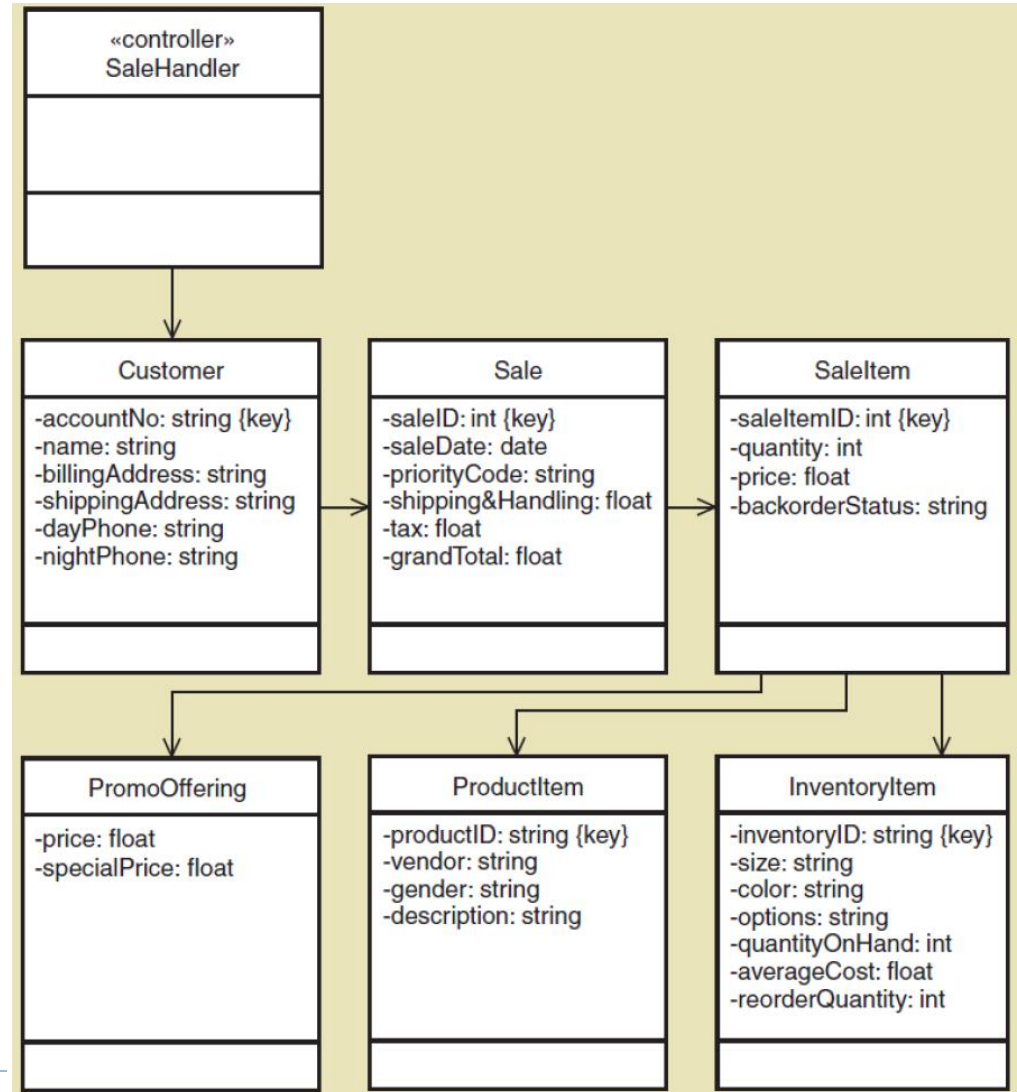 «controller»
SaleHandler
Customer
-accountNo: string {key}
-name: string
-billingAddress: string
-shippingAddress: string
-dayPhone: string
-nightPhone: string
Sale
-saleID: int {key}
-saleDate: date
-priorityCode: string
-shipping&Handling: float
-tax: float
-grandTotal: float
SaleItem
-saleItemID: int {key}
-quantity: int
-price: float
-backorderStatus: string
PromoOffering
-price: float
-specialPrice: float
ProductItem
-productID: string {key}
-vendor: string
-gender: string
-description: string
InventoryItem
-inventoryID: string {key}
-size: string
-color: string
-options: string
-quantityOnHand: int
-averageCost: float
-reorderQuantity: int